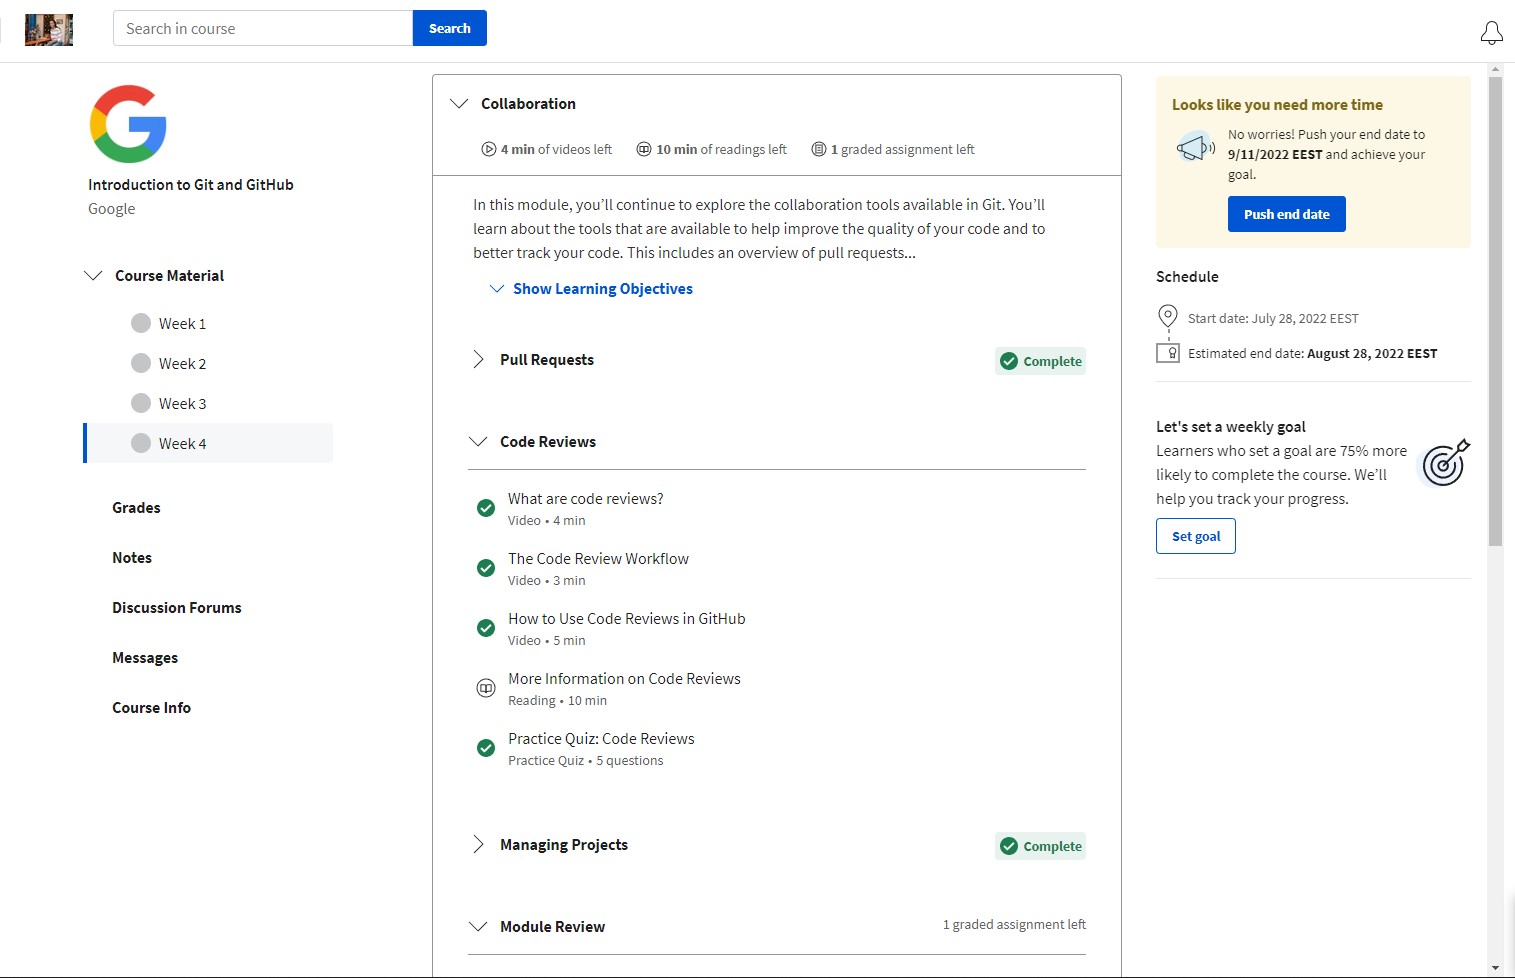 Search in course
Search
Introduction to Git and GitHub
Google
Course Material
Week 1
Week 2
Week 3
Week 4
Grades
Notes
Discussion Forums
Messages
Course Info
Collaboration
4 min of videos left
10 min of readings left
1 graded assignment left
In this module, you’ll continue to explore the collaboration tools available in Git. You’ll
learn about the tools that are available to help improve the quality of your code and to
better track your code. This includes an overview of pull requests...
Show Learning Objectives
Pull Requests
Complete
Code Reviews
What are code reviews?
Video • 4 min
The Code Review Workflow
Video • 3 min
How to Use Code Reviews in GitHub
Video • 5 min
More Information on Code Reviews
Reading • 10 min
Practice Quiz: Code Reviews
Practice Quiz • 5 questions
Managing Projects
Complete
Module Review
1 graded assignment left
Looks like you need more time
No worries! Push your end date to
9/11/2022 EEST and achieve your
goal.
Push end date
Schedule
Start date: July 28, 2022 EEST
Estimated end date: August 28, 2022 EEST
Let's set a weekly goal
Learners who set a goal are 75% more
likely to complete the course. We’ll
help you track your progress.
Set goal